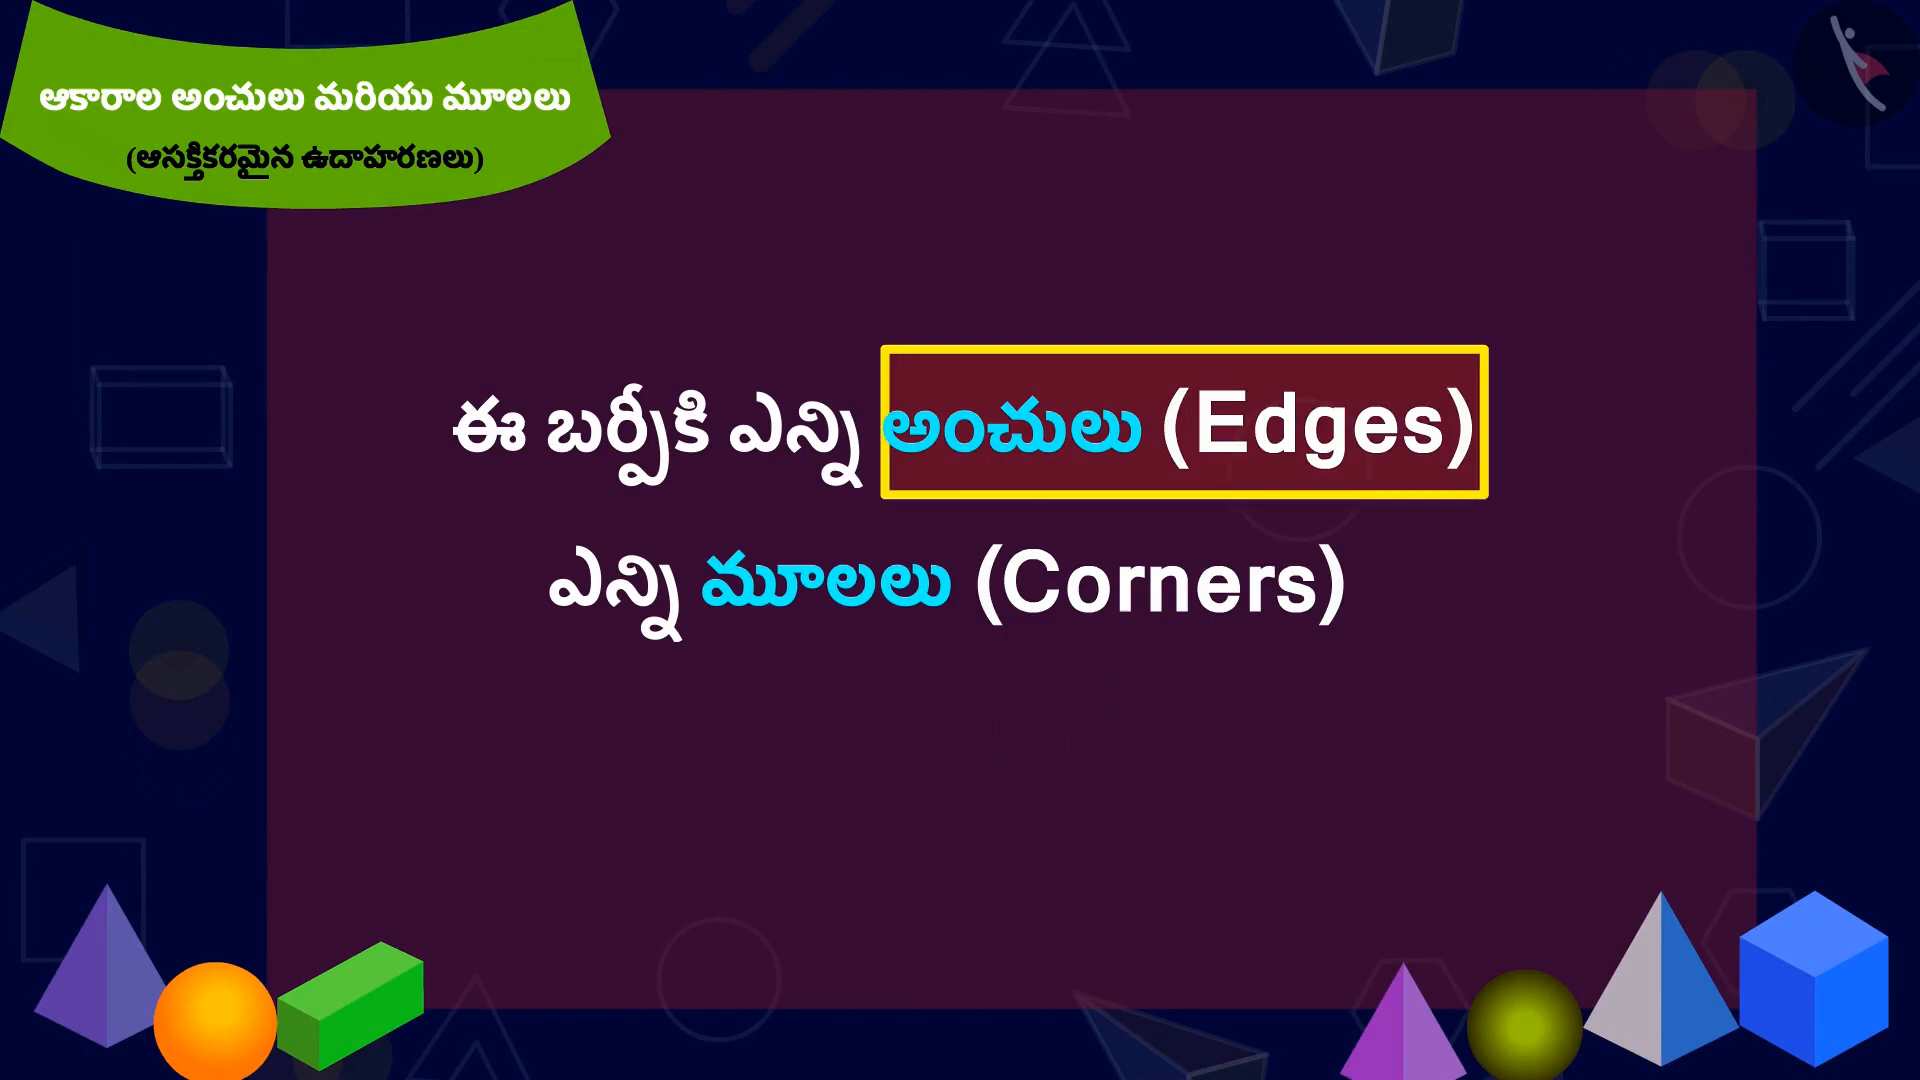 ఆకారాల అంచులు మరియు మూలలు
(ఆసక్తికరమైన ఉదాహరణలు)
ఈ బర్ఫీకి ఎన్ని అంచులు (Edges)
ఎన్ని మూలలు (Corners)